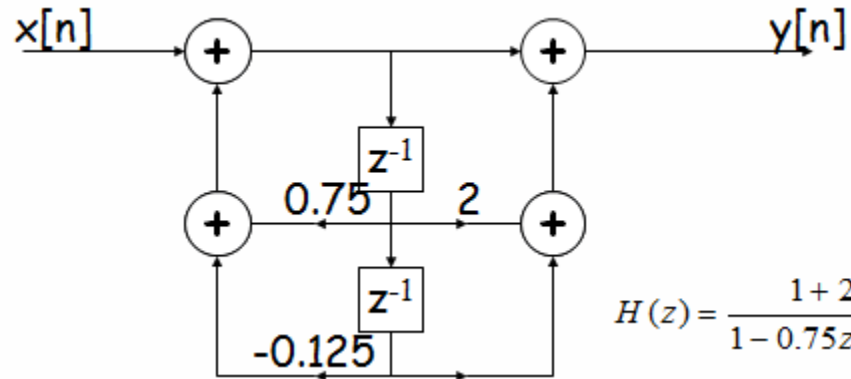 x[n] + + y[n]
z⁻¹
+ 0.75 2 +
z⁻¹
-0.125
H(z) = 1 + 2 / 1 − 0.75z